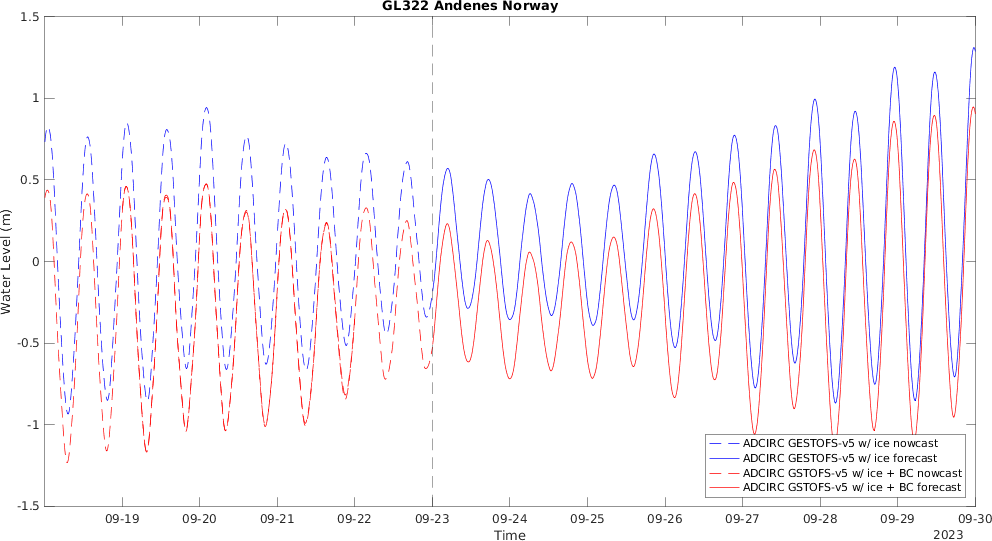 GL322 Andenes Norway
1.5
1
0.5
0
-0.5
-1
-1.5
Water Level (m)
09-19 09-20 09-21 09-22 09-23 09-24 09-25 09-26 09-27 09-28 09-29 09-30
Time
2023
ADCIRC GESTOFS-v5 w/ ice nowcast
ADCIRC GESTOFS-v5 w/ ice forecast
ADCIRC GSTOFS-v5 w/ ice + BC nowcast
ADCIRC GSTOFS-v5 w/ ice + BC forecast